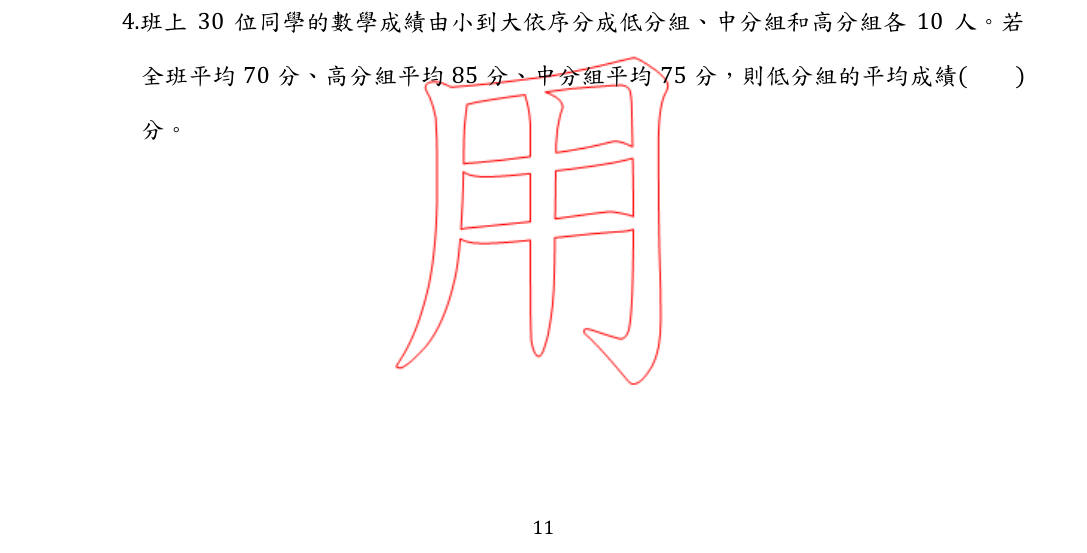 4.班上 30 位同學的數學成績由小到大依序分成低分組、中分組和高分組各 10 人。若
全班平均 70 分、高分組平均 85 分、中分組平均 75 分，則低分組的平均成績(　　)
分。
用
11